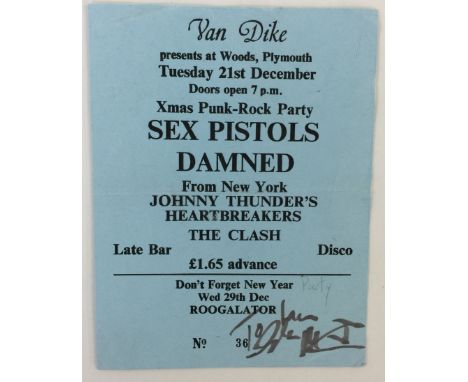 Van Dike
presents at Woods, Plymouth
Tuesday 21st December
Doors open 7 p.m.
Xmas Punk-Rock Party
SEX PISTOLS
DAMNED
From New York
JOHNNY THUNDER'S
HEARTBREAKERS
THE CLASH
Late Bar Disco
£1.65 advance
Don't Forget New Year Party
Wed 29th Dec
ROOGALATOR
To
Nº 36